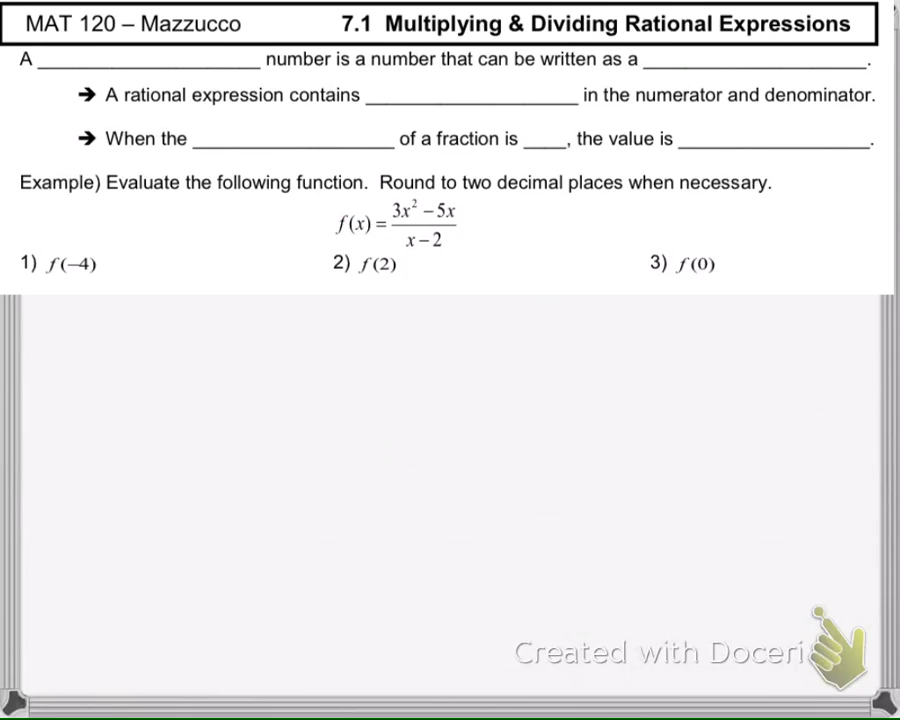 MAT 120 – Mazzucco 7.1 Multiplying & Dividing Rational Expressions
A ____________________ number is a number that can be written as a ____________________.
➔ A rational expression contains ___________________ in the numerator and denominator.
➔ When the __________________ of a fraction is ____, the value is _________________.
Example) Evaluate the following function. Round to two decimal places when necessary.
f(x) = (3x² – 5x)/(x – 2)
1) f(–4) 2) f(2) 3) f(0)
Created with Doceri